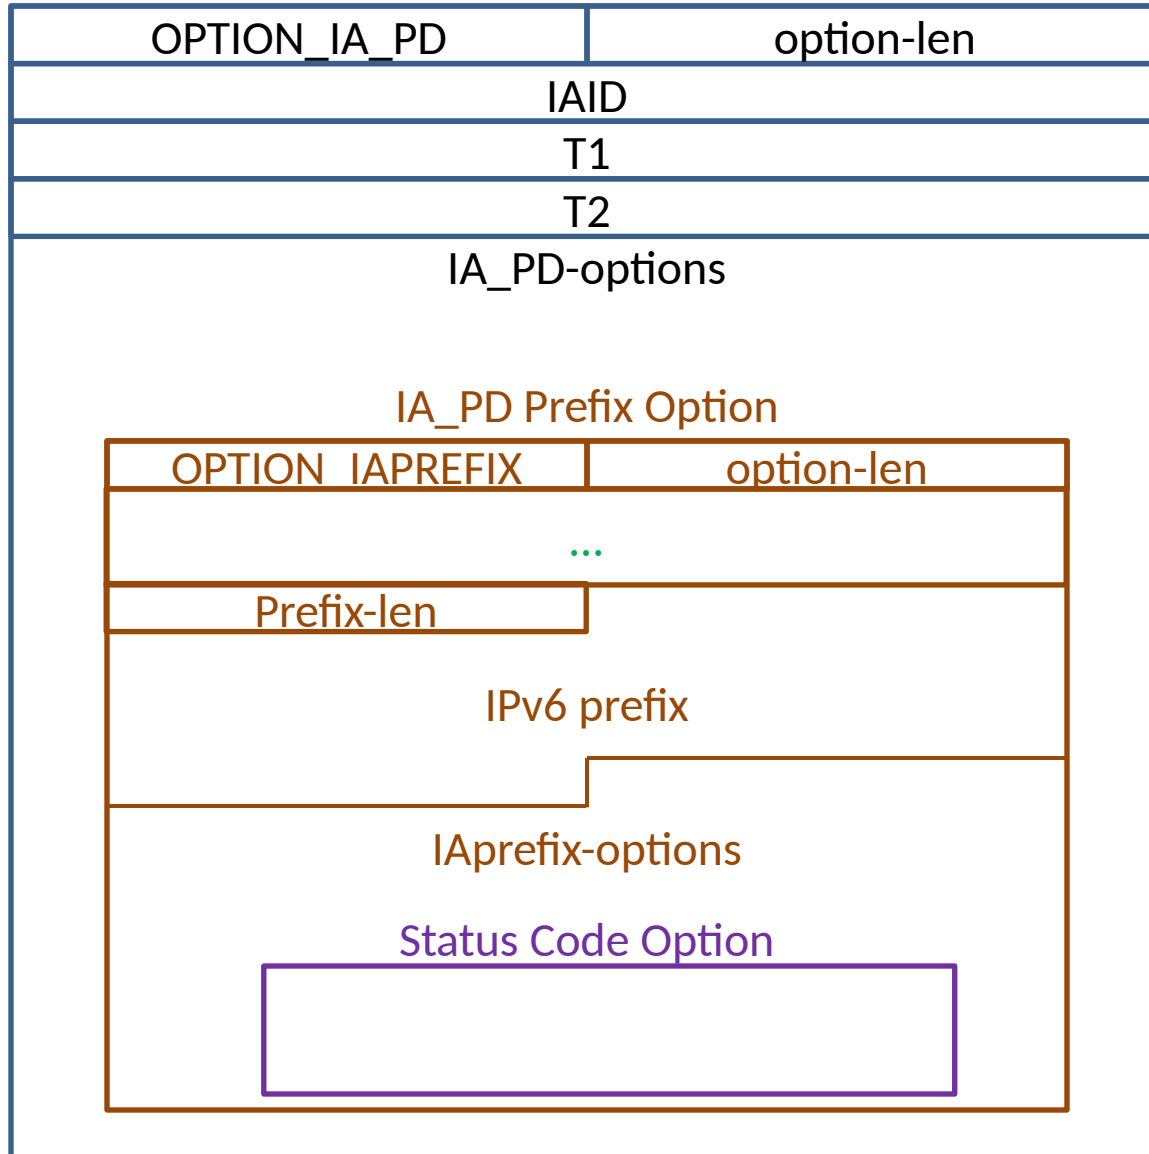 OPTION_IA_PD option-len
IAID
T1
T2
IA_PD-options
IA_PD Prefix Option
OPTION_IAPREFIX option-len
...
Prefix-len
IPv6 prefix
IAprefix-options
Status Code Option